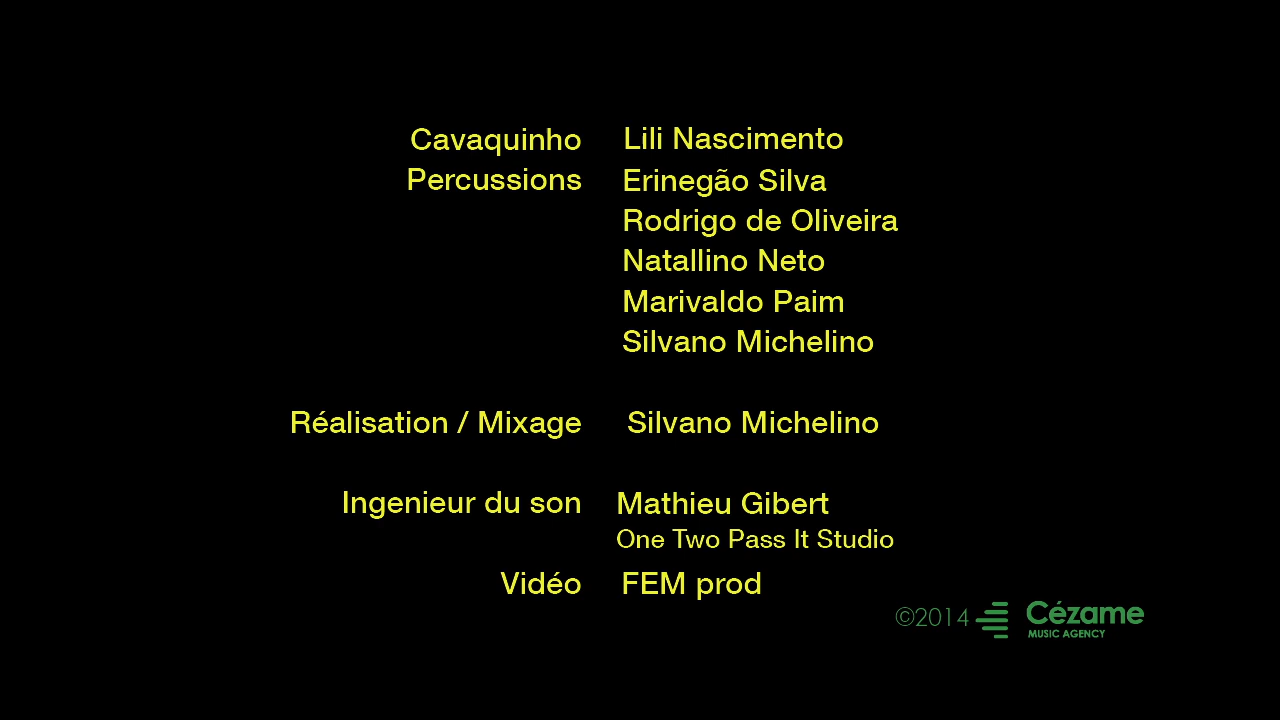 Cavaquinho Lili Nascimento
Percussions Erinegão Silva
Rodrigo de Oliveira
Natallino Neto
Marivaldo Paim
Silvano Michelino
Réalisation / Mixage Silvano Michelino
Ingenieur du son Mathieu Gibert
One Two Pass It Studio
Vidéo FEM prod
©2014 Cézame
MUSIC AGENCY